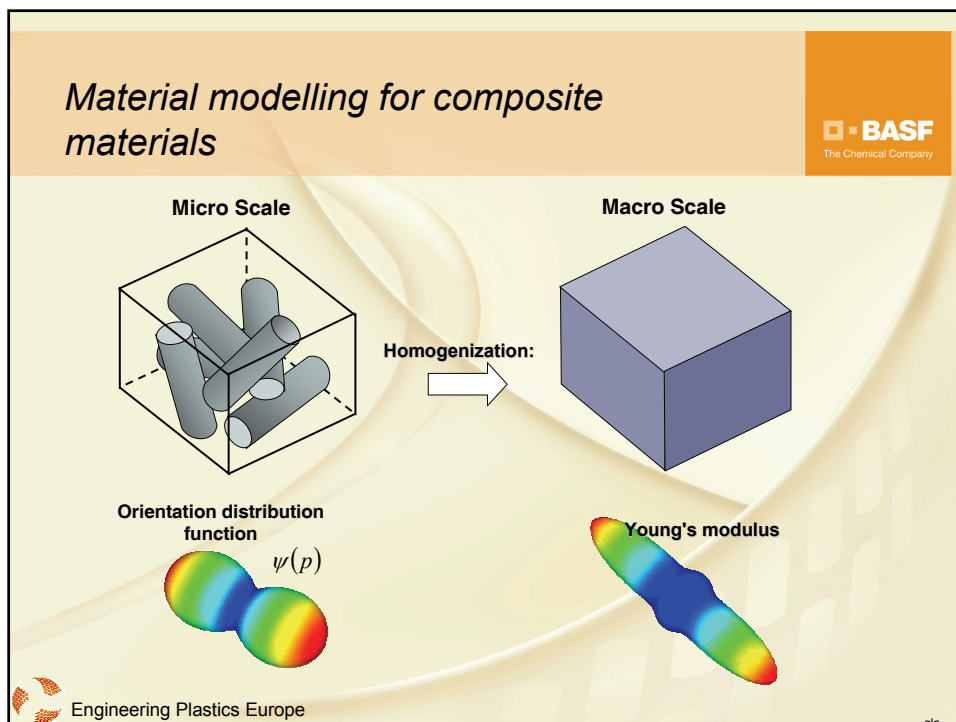 Material modelling for composite
materials
BASF
The Chemical Company
Micro Scale
Macro Scale
Homogenization:
Orientation distribution
function
ψ(p)
Young's modulus
Engineering Plastics Europe